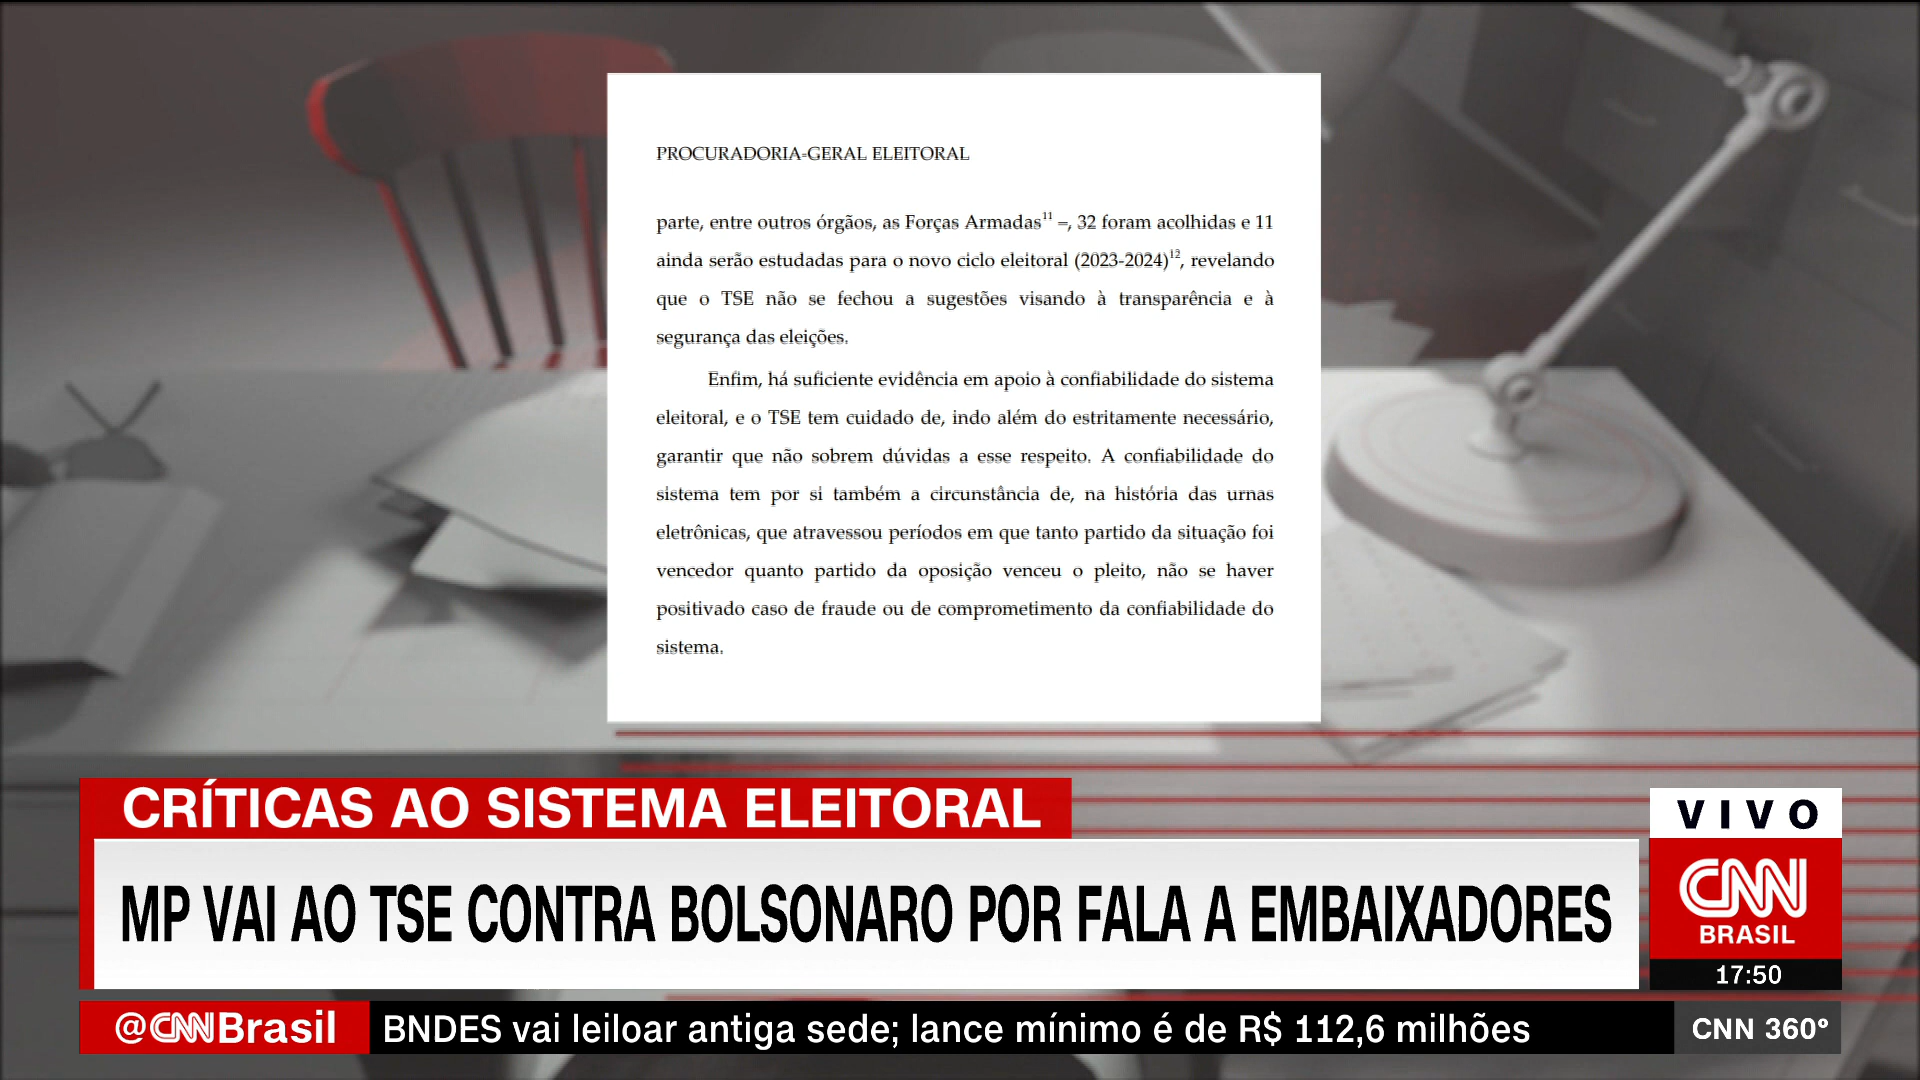 PROCURADORIA-GERAL ELEITORAL
parte, entre outros órgãos, as Forças Armadas¹¹ –, 32 foram acolhidas e 11
ainda serão estudadas para o novo ciclo eleitoral (2023-2024)¹², revelando
que o TSE não se fechou a sugestões visando à transparência e à
segurança das eleições.
Enfim, há suficiente evidência em apoio à confiabilidade do sistema
eleitoral, e o TSE tem cuidado de, indo além do estritamente necessário,
garantir que não sobrem dúvidas a esse respeito. A confiabilidade do
sistema tem por si também a circunstância de, na história das urnas
eletrônicas, que atravessou períodos em que tanto partido da situação foi
vencedor quanto partido da oposição venceu o pleito, não se haver
positivado caso de fraude ou de comprometimento da confiabilidade do
sistema.
CRÍTICAS AO SISTEMA ELEITORAL
MP VAI AO TSE CONTRA BOLSONARO POR FALA A EMBAIXADORES
VIVO
CNN
BRASIL
17:50
@CNNBrasil
BNDES vai leiloar antiga sede; lance mínimo é de R$ 112,6 milhões
CNN 360º